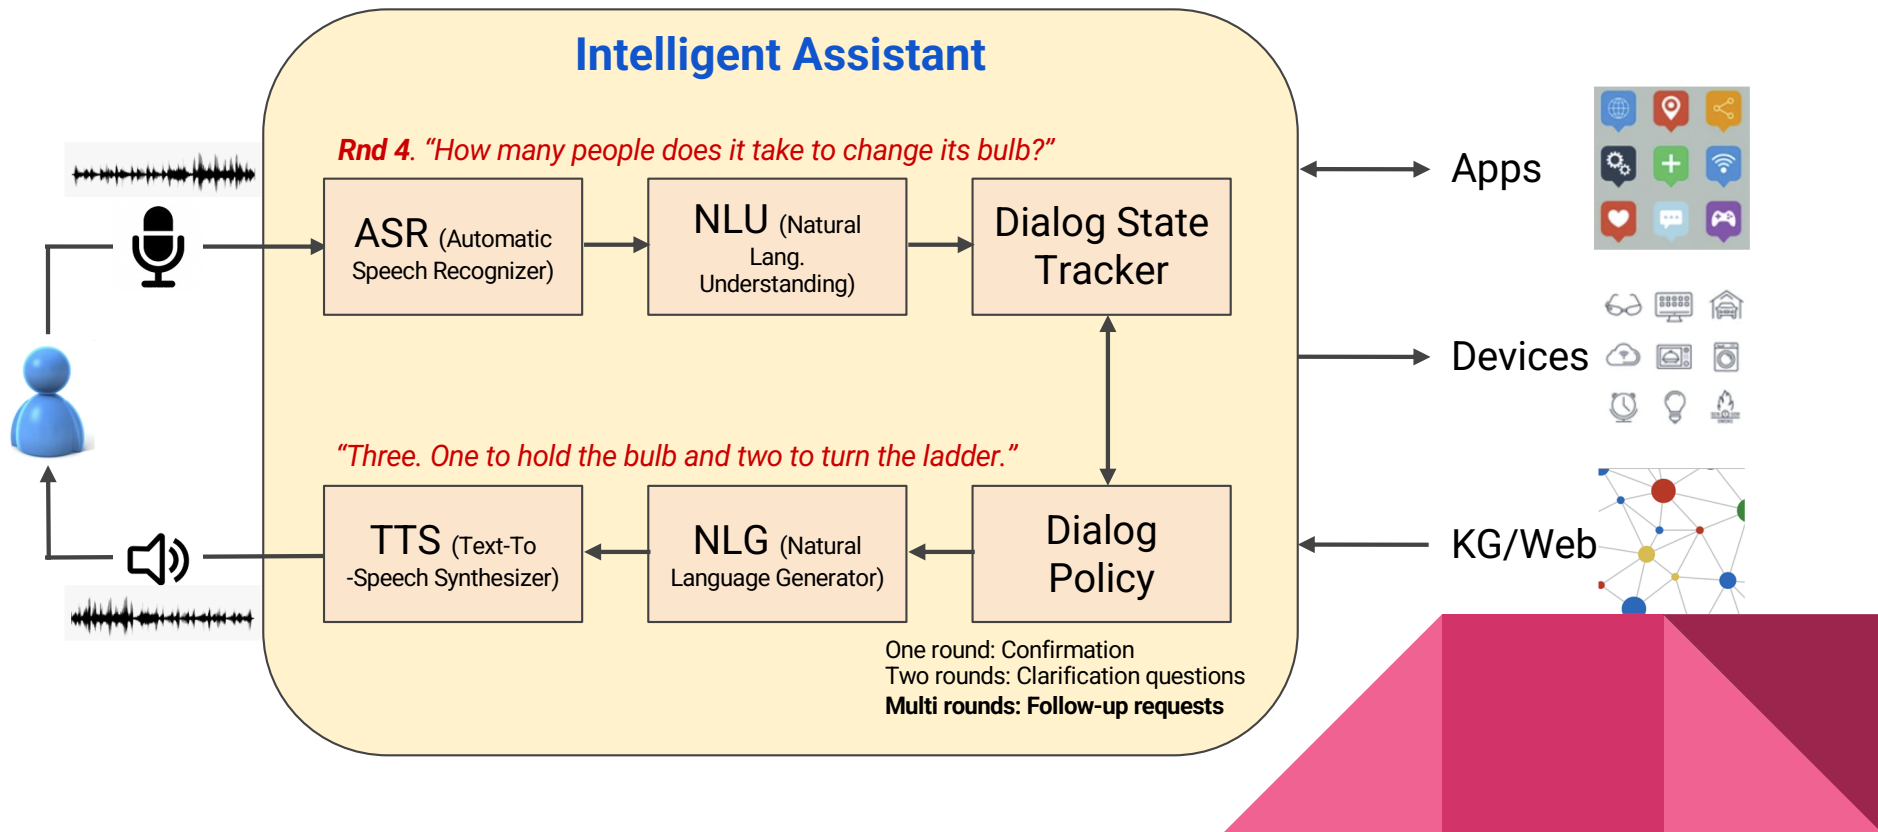 Intelligent Assistant
Rnd 4. “How many people does it take to change its bulb?”
ASR (Automatic
Speech Recognizer)
NLU (Natural
Lang.
Understanding)
Dialog State
Tracker
“Three. One to hold the bulb and two to turn the ladder.”
TTS (Text-To
-Speech Synthesizer)
NLG (Natural
Language Generator)
Dialog
Policy
One round: Confirmation
Two rounds: Clarification questions
Multi rounds: Follow-up requests
Apps
Devices
KG/Web